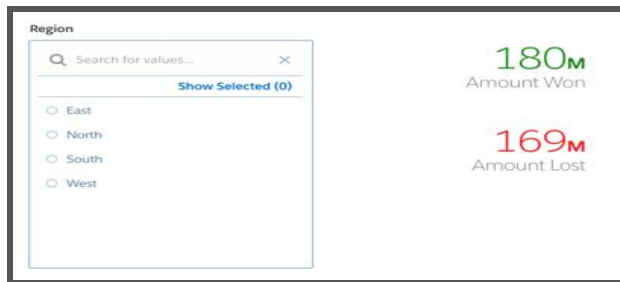 Region
Search for values...
Show Selected (0)
East
North
South
West
180M
Amount Won
169M
Amount Lost